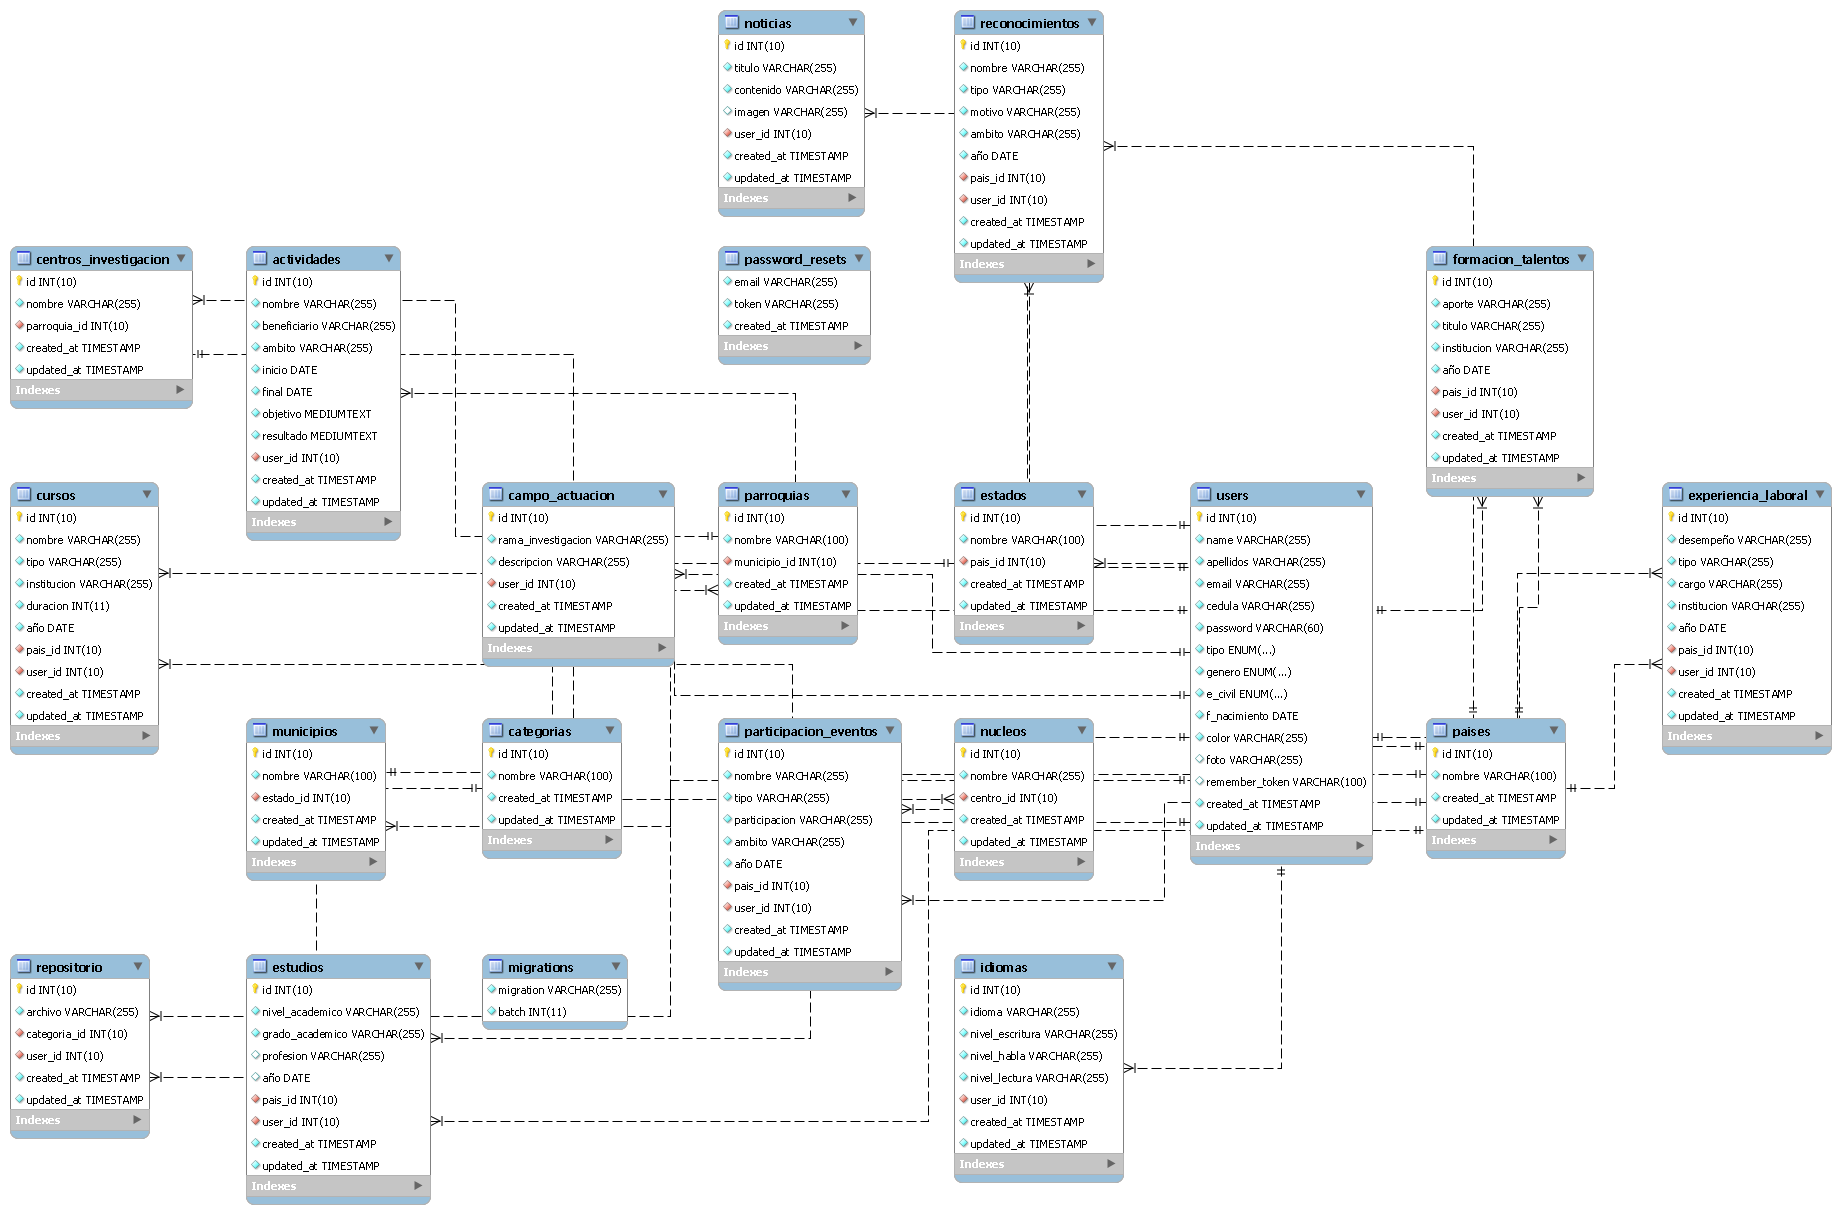 noticias
id INT(10)
titulo VARCHAR(255)
contenido VARCHAR(255)
imagen VARCHAR(255)
user_id INT(10)
created_at TIMESTAMP
updated_at TIMESTAMP
Indexes
reconocimientos
id INT(10)
nombre VARCHAR(255)
tipo VARCHAR(255)
motivo VARCHAR(255)
ambito VARCHAR(255)
año DATE
pais_id INT(10)
user_id INT(10)
created_at TIMESTAMP
updated_at TIMESTAMP
Indexes
centros_investigacion
id INT(10)
nombre VARCHAR(255)
parroquia_id INT(10)
created_at TIMESTAMP
updated_at TIMESTAMP
Indexes
actividades
id INT(10)
nombre VARCHAR(255)
beneficiario VARCHAR(255)
ambito VARCHAR(255)
inicio DATE
final DATE
objetivo MEDIUMTEXT
resultado MEDIUMTEXT
user_id INT(10)
created_at TIMESTAMP
updated_at TIMESTAMP
Indexes
password_resets
email VARCHAR(255)
token VARCHAR(255)
created_at TIMESTAMP
Indexes
formacion_talentos
id INT(10)
aporte VARCHAR(255)
titulo VARCHAR(255)
institucion VARCHAR(255)
año DATE
pais_id INT(10)
user_id INT(10)
created_at TIMESTAMP
updated_at TIMESTAMP
Indexes
cursos
id INT(10)
nombre VARCHAR(255)
tipo VARCHAR(255)
institucion VARCHAR(255)
duracion INT(11)
año DATE
pais_id INT(10)
user_id INT(10)
created_at TIMESTAMP
updated_at TIMESTAMP
Indexes
campo_actuacion
id INT(10)
rama_investigacion VARCHAR(255)
descripcion VARCHAR(255)
user_id INT(10)
created_at TIMESTAMP
updated_at TIMESTAMP
Indexes
parroquias
id INT(10)
nombre VARCHAR(100)
municipio_id INT(10)
created_at TIMESTAMP
updated_at TIMESTAMP
Indexes
estados
id INT(10)
nombre VARCHAR(100)
pais_id INT(10)
created_at TIMESTAMP
updated_at TIMESTAMP
Indexes
users
id INT(10)
name VARCHAR(255)
apellidos VARCHAR(255)
email VARCHAR(255)
cedula VARCHAR(255)
password VARCHAR(60)
tipo ENUM(...)
genero ENUM(...)
e_civil ENUM(...)
f_nacimiento DATE
color VARCHAR(255)
foto VARCHAR(255)
remember_token VARCHAR(100)
created_at TIMESTAMP
updated_at TIMESTAMP
Indexes
experiencia_laboral
id INT(10)
desempeño VARCHAR(255)
tipo VARCHAR(255)
cargo VARCHAR(255)
institucion VARCHAR(255)
año DATE
pais_id INT(10)
user_id INT(10)
created_at TIMESTAMP
updated_at TIMESTAMP
Indexes
municipios
id INT(10)
nombre VARCHAR(100)
estado_id INT(10)
created_at TIMESTAMP
updated_at TIMESTAMP
Indexes
categorias
id INT(10)
nombre VARCHAR(100)
created_at TIMESTAMP
updated_at TIMESTAMP
Indexes
participacion_eventos
id INT(10)
nombre VARCHAR(255)
tipo VARCHAR(255)
participacion VARCHAR(255)
ambito VARCHAR(255)
año DATE
pais_id INT(10)
user_id INT(10)
created_at TIMESTAMP
updated_at TIMESTAMP
Indexes
nucleos
id INT(10)
nombre VARCHAR(255)
centro_id INT(10)
created_at TIMESTAMP
updated_at TIMESTAMP
Indexes
paises
id INT(10)
nombre VARCHAR(100)
created_at TIMESTAMP
updated_at TIMESTAMP
Indexes
repositorio
id INT(10)
archivo VARCHAR(255)
categoria_id INT(10)
user_id INT(10)
created_at TIMESTAMP
updated_at TIMESTAMP
Indexes
estudios
id INT(10)
nivel_academico VARCHAR(255)
grado_academico VARCHAR(255)
profesion VARCHAR(255)
año DATE
pais_id INT(10)
user_id INT(10)
created_at TIMESTAMP
updated_at TIMESTAMP
Indexes
migrations
migration VARCHAR(255)
batch INT(11)
idiomas
id INT(10)
idioma VARCHAR(255)
nivel_escritura VARCHAR(255)
nivel_habla VARCHAR(255)
nivel_lectura VARCHAR(255)
user_id INT(10)
created_at TIMESTAMP
updated_at TIMESTAMP
Indexes